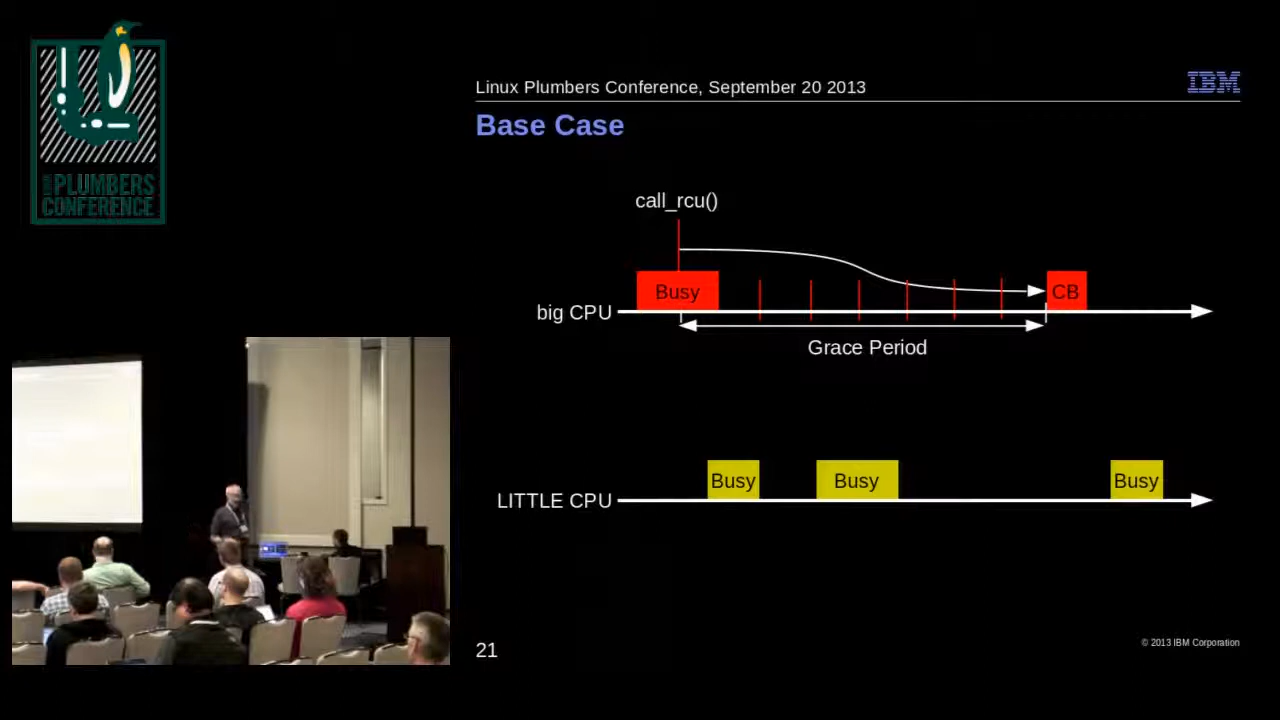 PLUMBERS
CONFERENCE
Linux Plumbers Conference, September 20 2013
IBM
Base Case
call_rcu()
Busy
CB
big CPU
Grace Period
Busy
Busy
Busy
LITTLE CPU
21
© 2013 IBM Corporation